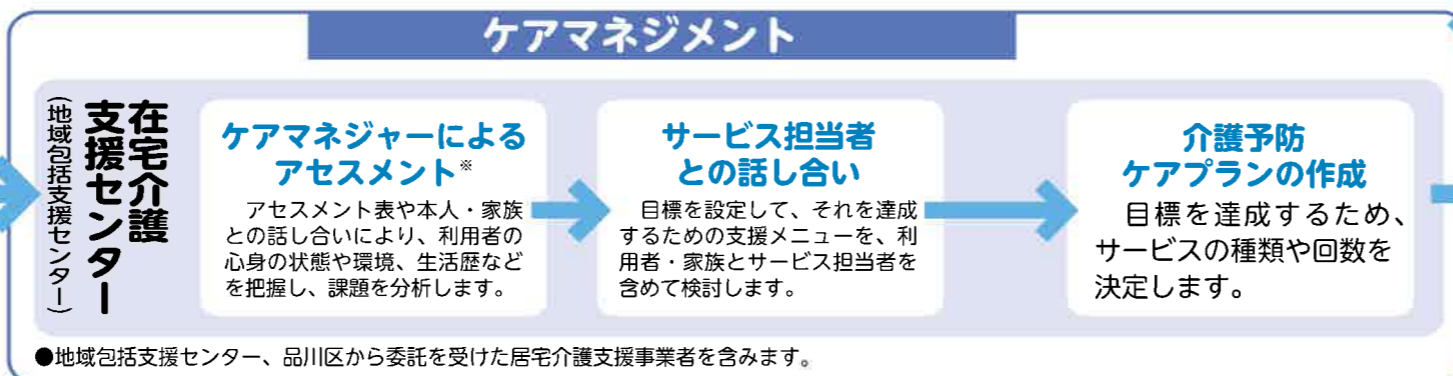 ケアマネジメント
在宅介護
支援センター
(地域包括支援センター)
ケアマネジャーによる
アセスメント※
アセスメント表や本人・家族
との話し合いにより、利用者の
心身の状態や環境、生活歴など
を把握し、課題を分析します。
サービス担当者
との話し合い
目標を設定して、それを達成
するための支援メニューを、利
用者・家族とサービス担当者を
含めて検討します。
介護予防
ケアプランの作成
目標を達成するため、
サービスの種類や回数を
決定します。
●地域包括支援センター、品川区から委託を受けた居宅介護支援事業者を含みます。